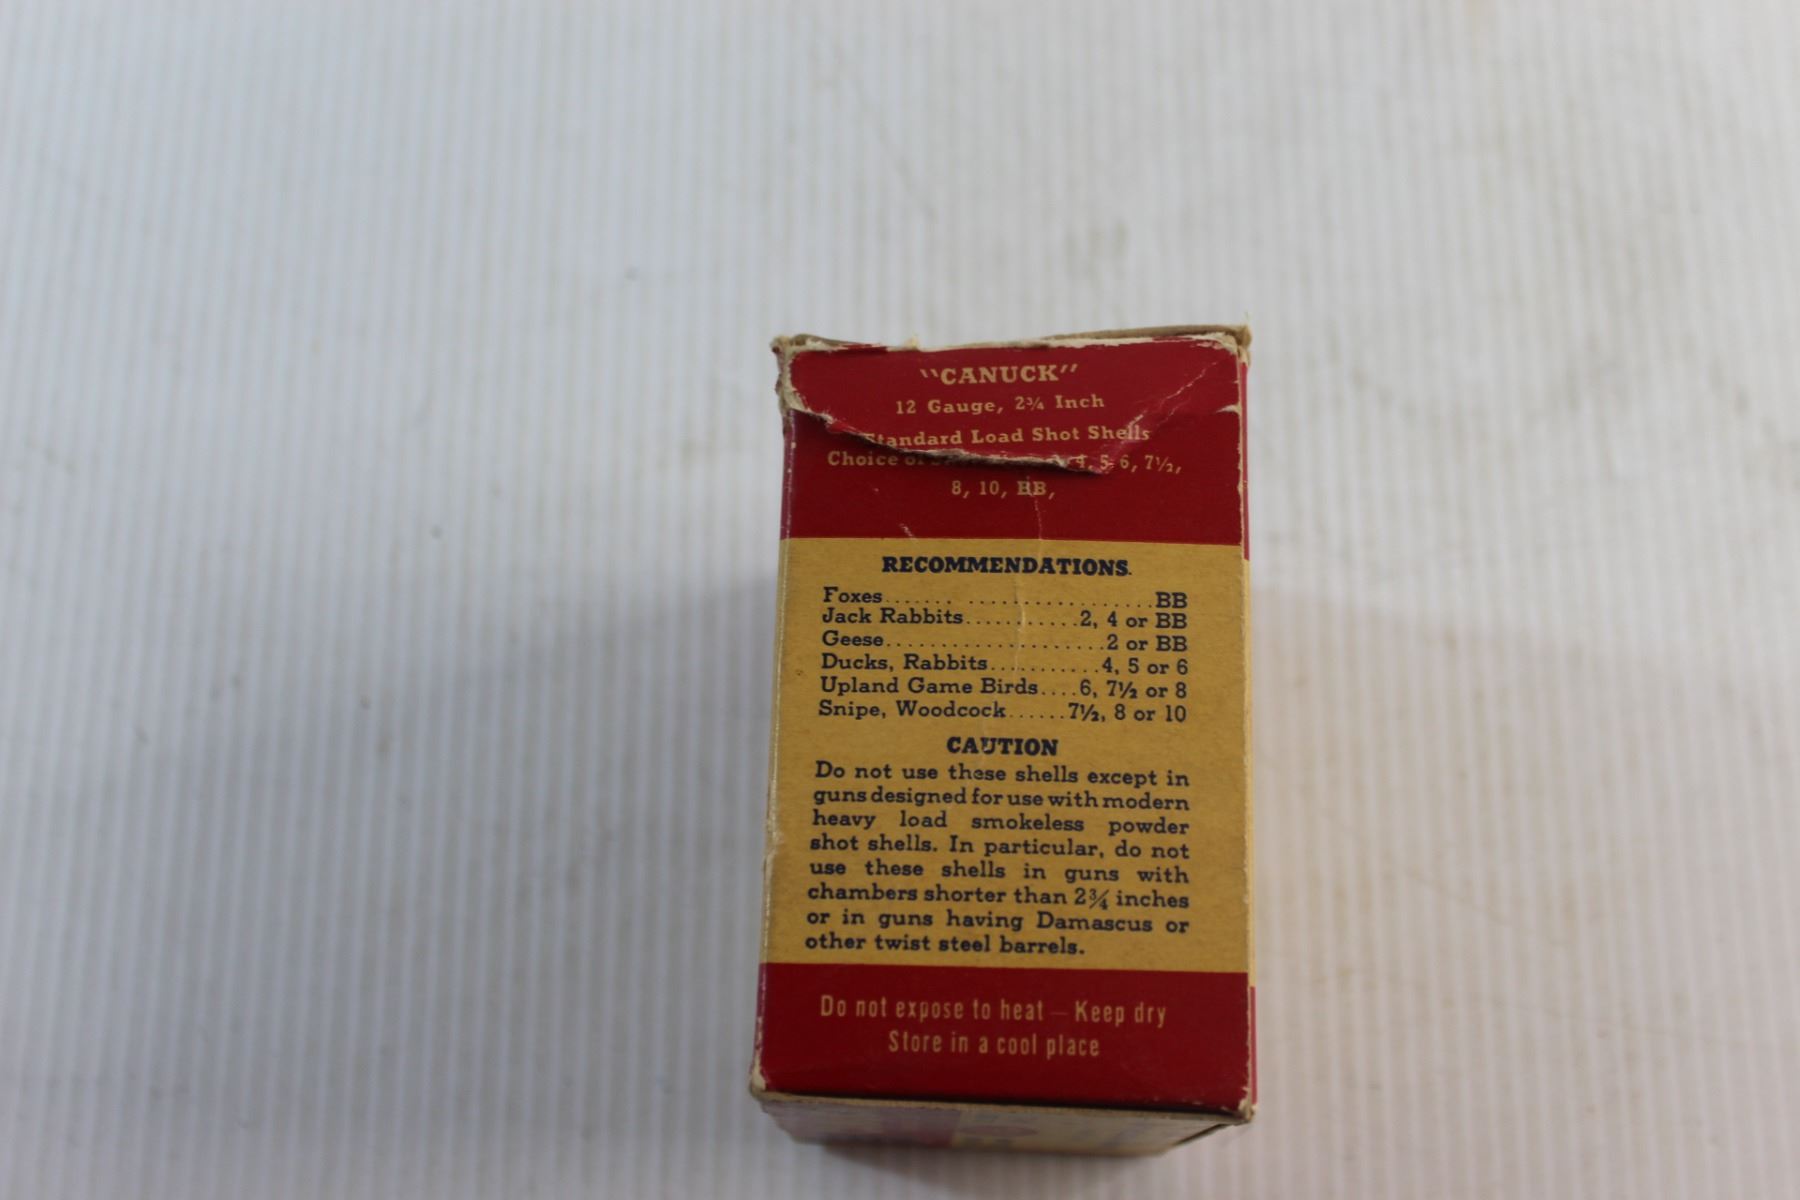 "CANUCK"
12 Gauge, 2¾ Inch
Standard Load Shot Shells
Choice of 4, 5, 6, 7½,
8, 10, BB,
RECOMMENDATIONS.
Foxes....... ..................BB
Jack Rabbits...........2, 4 or BB
Geese.....................2 or BB
Ducks, Rabbits..........4, 5 or 6
Upland Game Birds....6, 7½ or 8
Snipe, Woodcock......7½, 8 or 10
CAUTION
Do not use these shells except in
guns designed for use with modern
heavy load smokeless powder
shot shells. In particular, do not
use these shells in guns with
chambers shorter than 2¾ inches
or in guns having Damascus or
other twist steel barrels.
Do not expose to heat — Keep dry
Store in a cool place